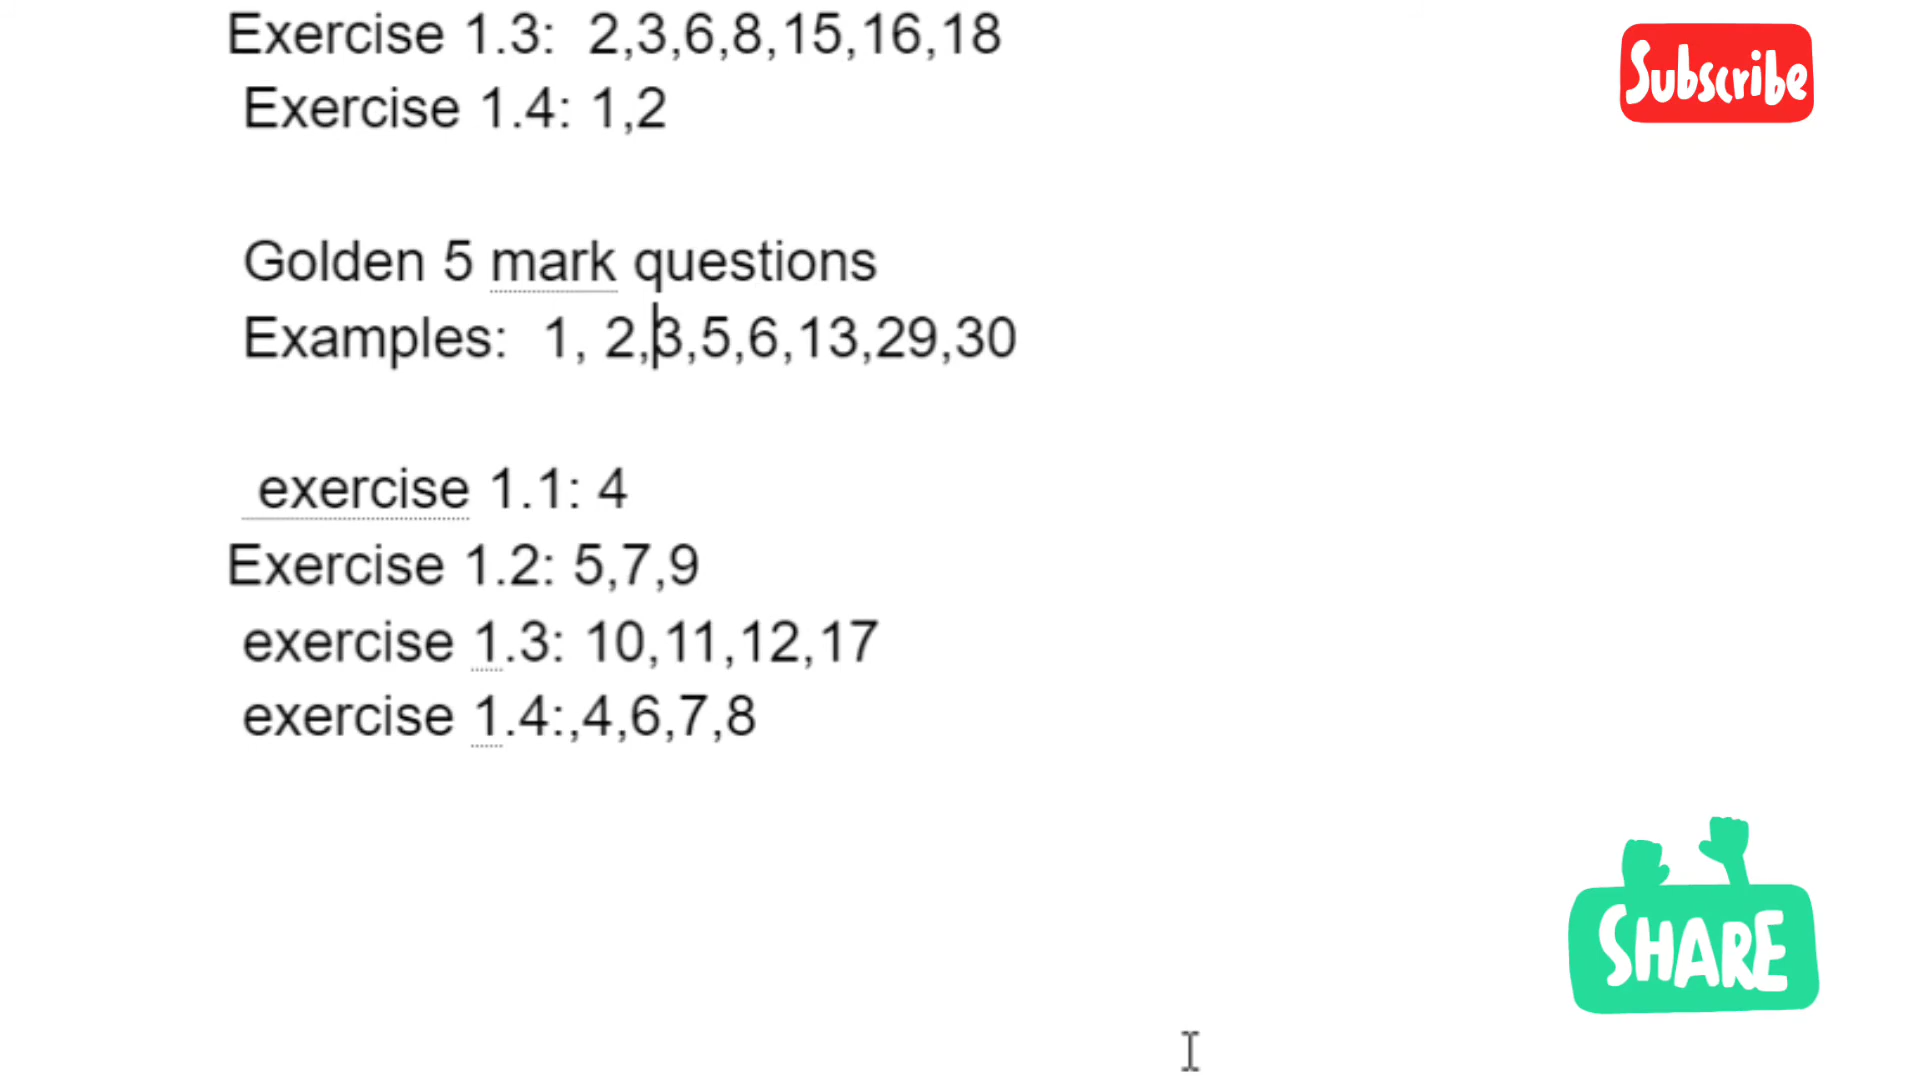 Exercise 1.3: 2,3,6,8,15,16,18
Subscribe
Exercise 1.4: 1,2
Golden 5 mark questions
Examples: 1, 2,3,5,6,13,29,30
exercise 1.1: 4
Exercise 1.2: 5,7,9
exercise 1.3: 10,11,12,17
exercise 1.4:,4,6,7,8
SHARE